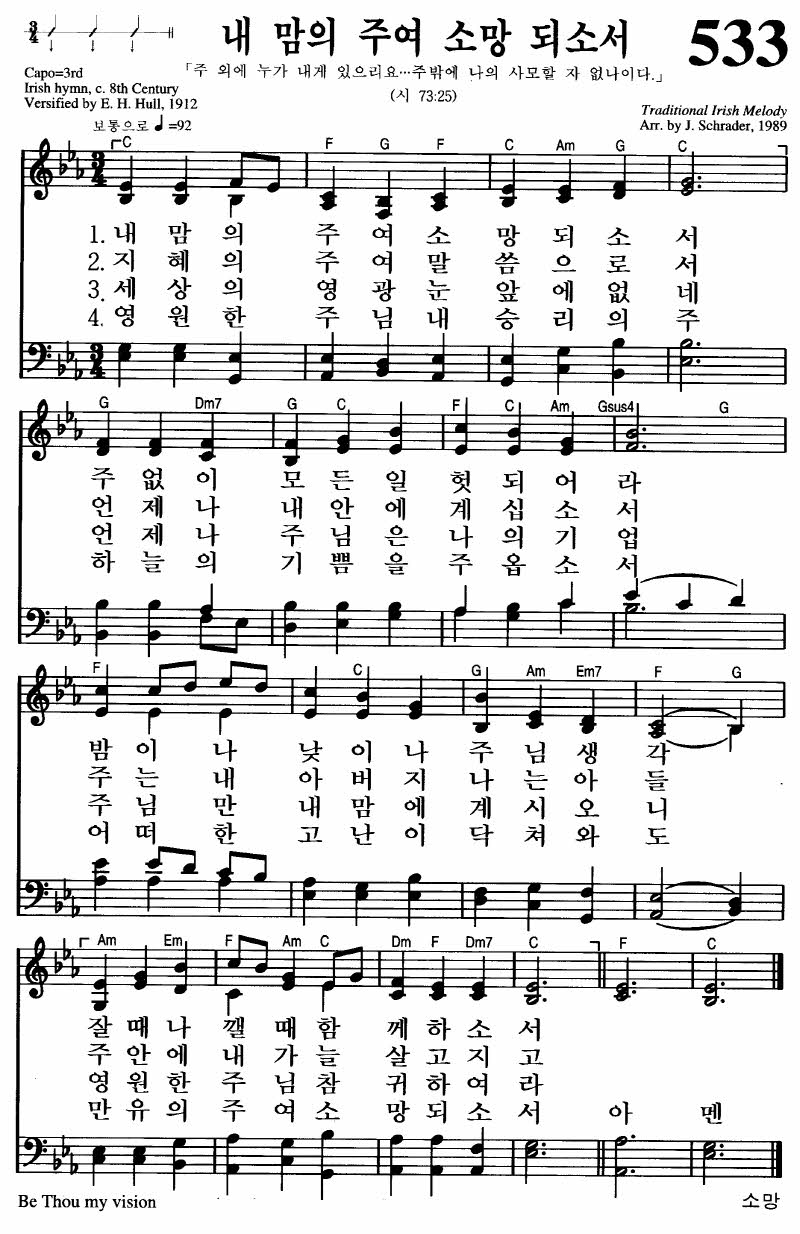 3/4
내 맘의 주여 소망 되소서
533
「주 외에 누가 내게 있으리요…주밖에 나의 사모할 자 없나이다.」
(시 73:25)
Capo=3rd
Irish hymn, c. 8th Century
Versified by E. H. Hull, 1912
Traditional Irish Melody
Arr. by J. Schrader, 1989
보통으로 ♩=92
C F G F C Am G C
3/4
1. 내 맘 의 주 여 소 망 되 소 서
2. 지 혜 의 주 여 말 씀 으 로 서
3. 세 상 의 영 광 눈 앞 에 없 네
4. 영 원 한 주 님 내 승 리 의 주
3/4
G Dm7 G C F C Am Gsus4 G
주 없 이 모 든 일 헛 되 어 라
언 제 나 내 안 에 계 십 소 서
언 제 나 주 님 은 나 의 기 업
하 늘 의 기 쁨 을 주 옵 소 서
F C G Am Em7 F G
밤 이 나 낮 이 나 주 님 생 각
주 는 내 아 버 지 나 는 아 들
주 님 만 내 맘 에 계 시 오 니
어 떠 한 고 난 이 닥 쳐 와 도
Am Em F Am C Dm F Dm7 C F C
잘 때 나 깰 때 함 께 하 소 서
주 안 에 내 가 늘 살 고 지 고
영 원 한 주 님 참 귀 하 여 라
만 유 의 주 여 소 망 되 소 서 아 멘
Be Thou my vision
소망